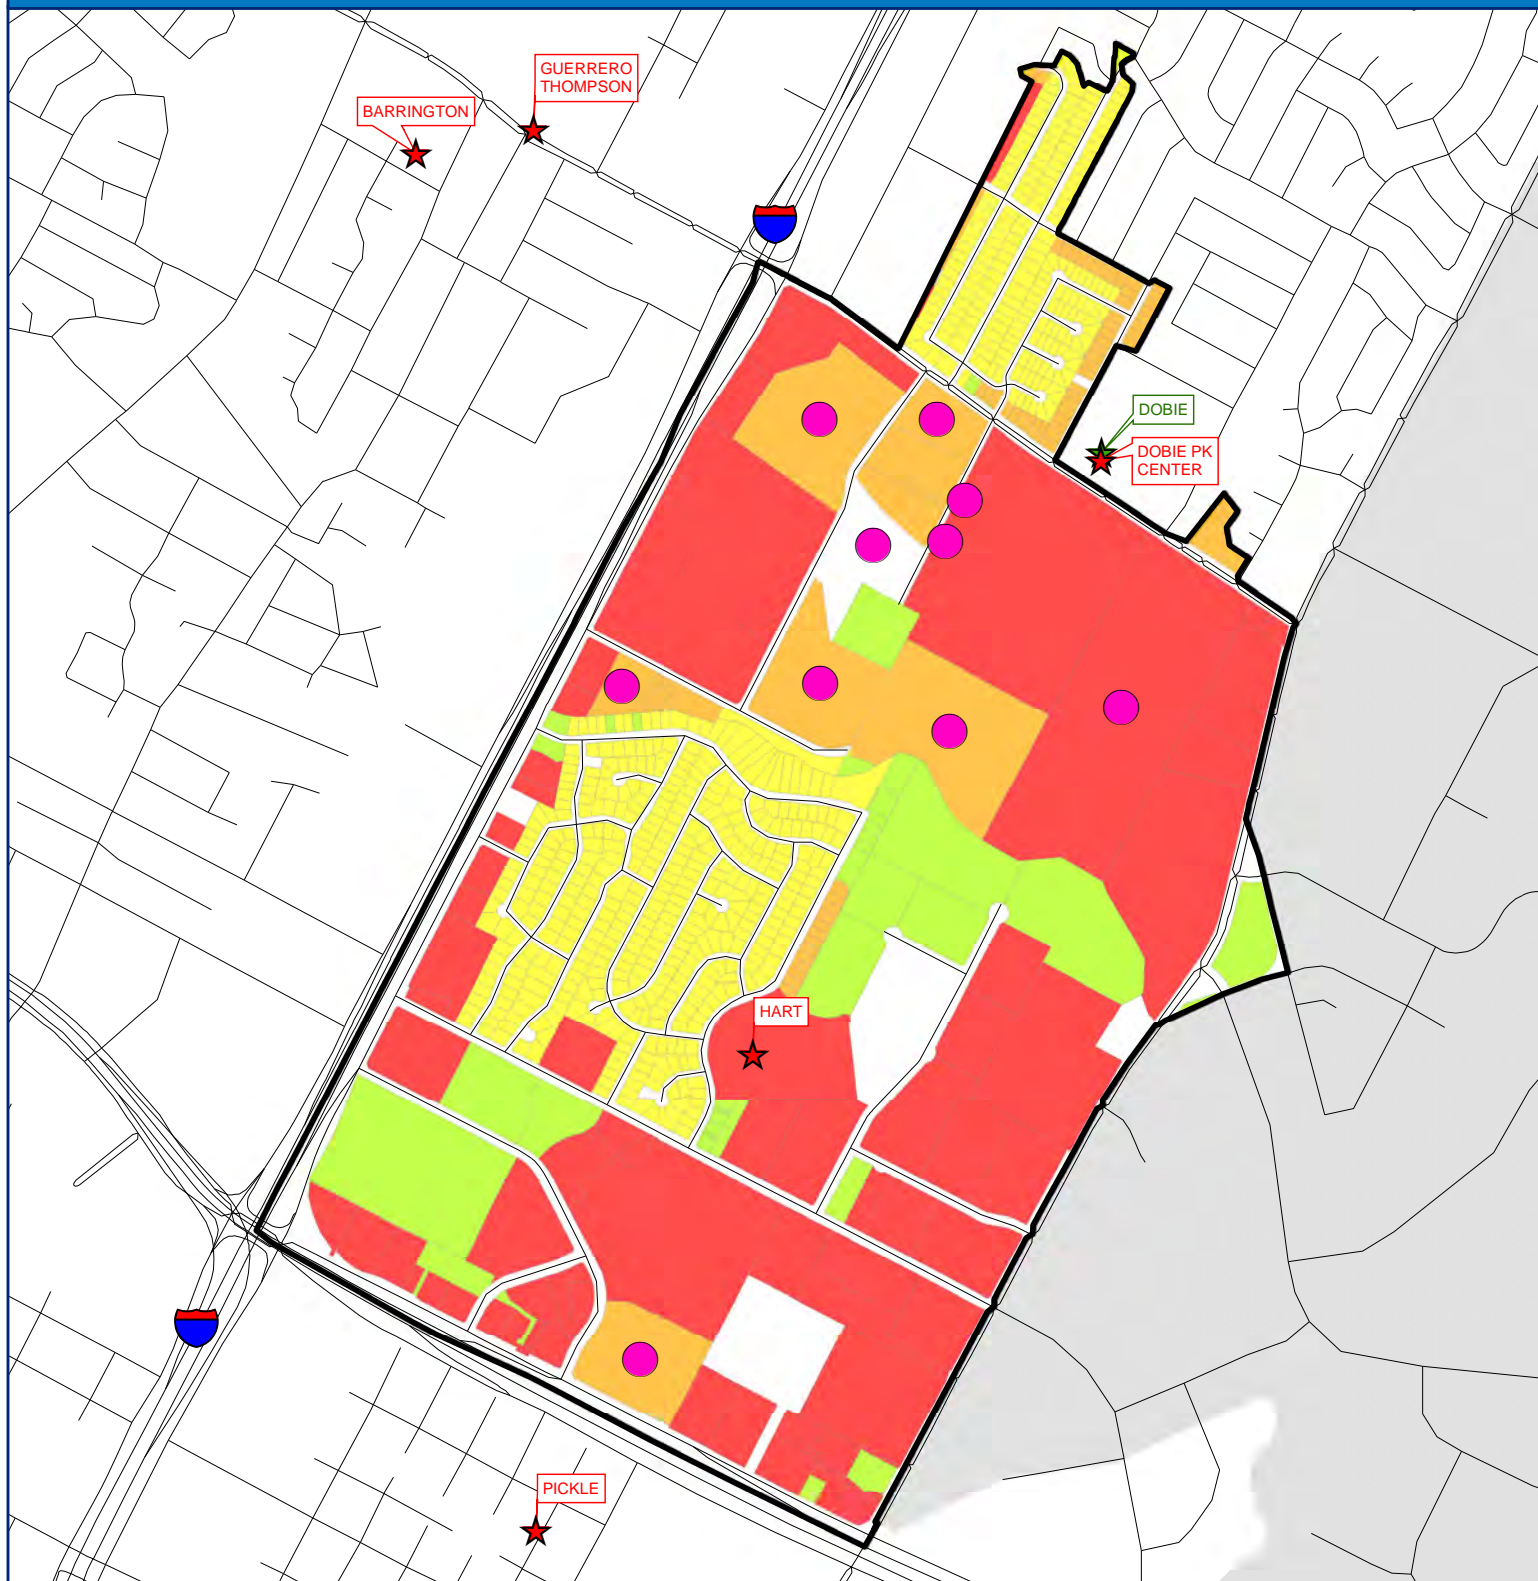 GUERRERO
THOMPSON
BARRINGTON
DOBIE
DOBIE PK
CENTER
HART
PICKLE